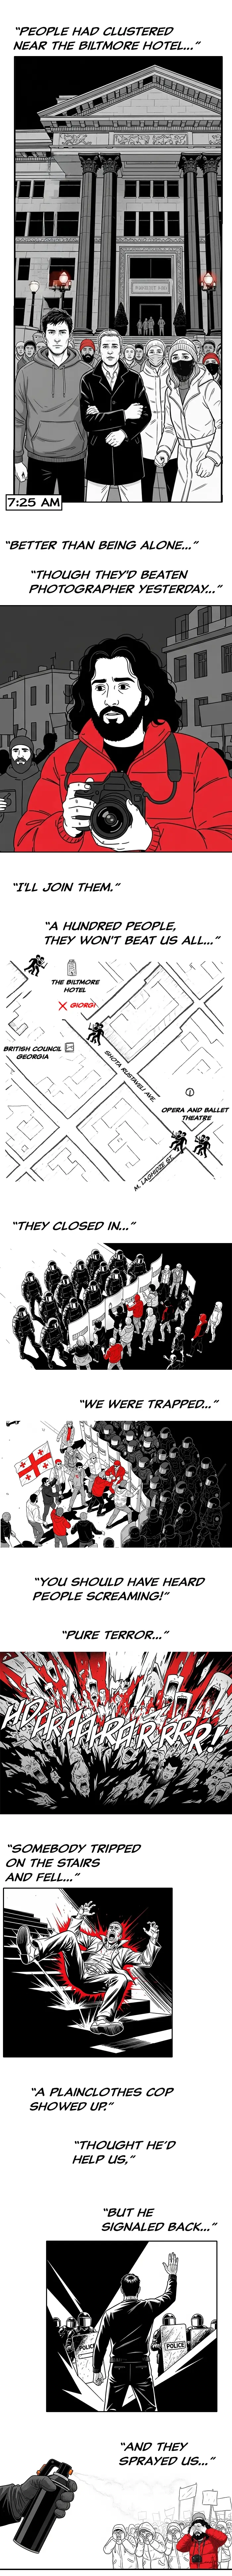 "PEOPLE HAD CLUSTERED
NEAR THE BILTMORE HOTEL..."
7:25 AM
"BETTER THAN BEING ALONE..."
"THOUGH THEY'D BEATEN
PHOTOGRAPHER YESTERDAY..."
"I'LL JOIN THEM."
"A HUNDRED PEOPLE,
THEY WON'T BEAT US ALL..."
THE BILTMORE
HOTEL
GIORGI
BRITISH COUNCIL
GEORGIA
SHOTA RUSTAVELI AVE.
OPERA AND BALLET
THEATRE
M. LAGHIDZE ST.
"THEY CLOSED IN..."
"WE WERE TRAPPED..."
"YOU SHOULD HAVE HEARD
PEOPLE SCREAMING!"
"PURE TERROR..."
"SOMEBODY TRIPPED
ON THE STAIRS
AND FELL..."
"A PLAINCLOTHES COP
SHOWED UP."
"THOUGHT HE'D
HELP US,"
"BUT HE
SIGNALED BACK..."
POLICE
POLICE
"AND THEY
SPRAYED US..."